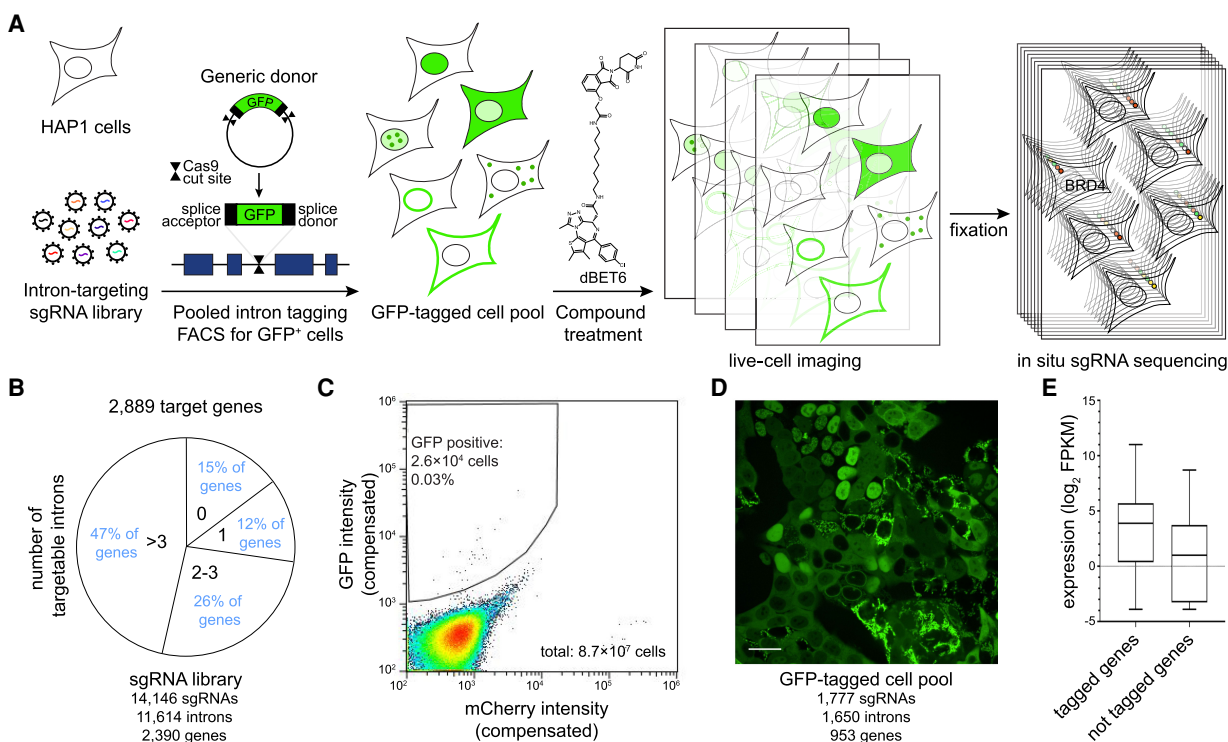 A
HAP1 cells
Intron-targeting
sgRNA library
Generic donor
GFP
Cas9
cut site
splice
acceptor
GFP
splice
donor
Pooled intron tagging
FACS for GFP⁺ cells
GFP-tagged cell pool
O
O
O
O
N
NH
O
O
NH
HN
O
N
N
N
N
S
Cl
dBET6
Compound
treatment
live-cell imaging
fixation
BRD4
in situ sgRNA sequencing
B
2,889 target genes
number of
targetable introns
15% of
genes
0
12% of
genes
1
2-3
26% of
genes
47% of
genes
>3
sgRNA library
14,146 sgRNAs
11,614 introns
2,390 genes
C
GFP intensity
(compensated)
10⁶
10⁵
10⁴
10³
10²
GFP positive:
2.6×10⁴ cells
0.03%
total: 8.7×10⁷ cells
10² 10³ 10⁴ 10⁵ 10⁶
mCherry intensity
(compensated)
D
GFP-tagged cell pool
1,777 sgRNAs
1,650 introns
953 genes
E
expression (log₂ FPKM)
15
10
5
0
-5
tagged genes
not tagged genes